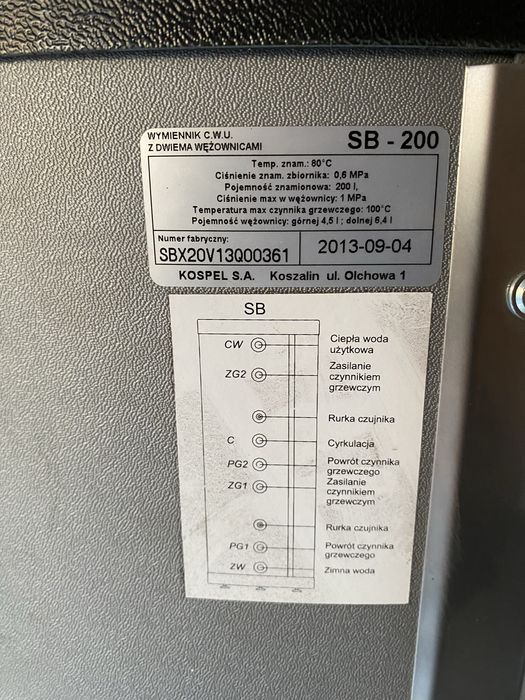 WYMIENNIK C.W.U.
Z DWIEMA WĘŻOWNICAMI
SB - 200
Temp. znam.: 80°C
Ciśnienie znam. zbiornika: 0,6 MPa
Pojemność znamionowa: 200 l,
Ciśnienie max w wężownicy: 1 MPa
Temperatura max czynnika grzewczego: 100°C
Pojemność wężownicy: górnej 4,5 l ; dolnej 6,4 l
Numer fabryczny:
SBX20V13Q00361
2013-09-04
KOSPEL S.A. Koszalin ul. Olchowa 1
SB
CW Ciepła woda
użytkowa
ZG2 Zasilanie
czynnikiem
grzewczym
Rurka czujnika
C Cyrkulacja
PG2 Powrót czynnika
grzewczego
ZG1 Zasilanie
czynnikiem
grzewczym
Rurka czujnika
PG1 Powrót czynnika
grzewczego
ZW Zimna woda